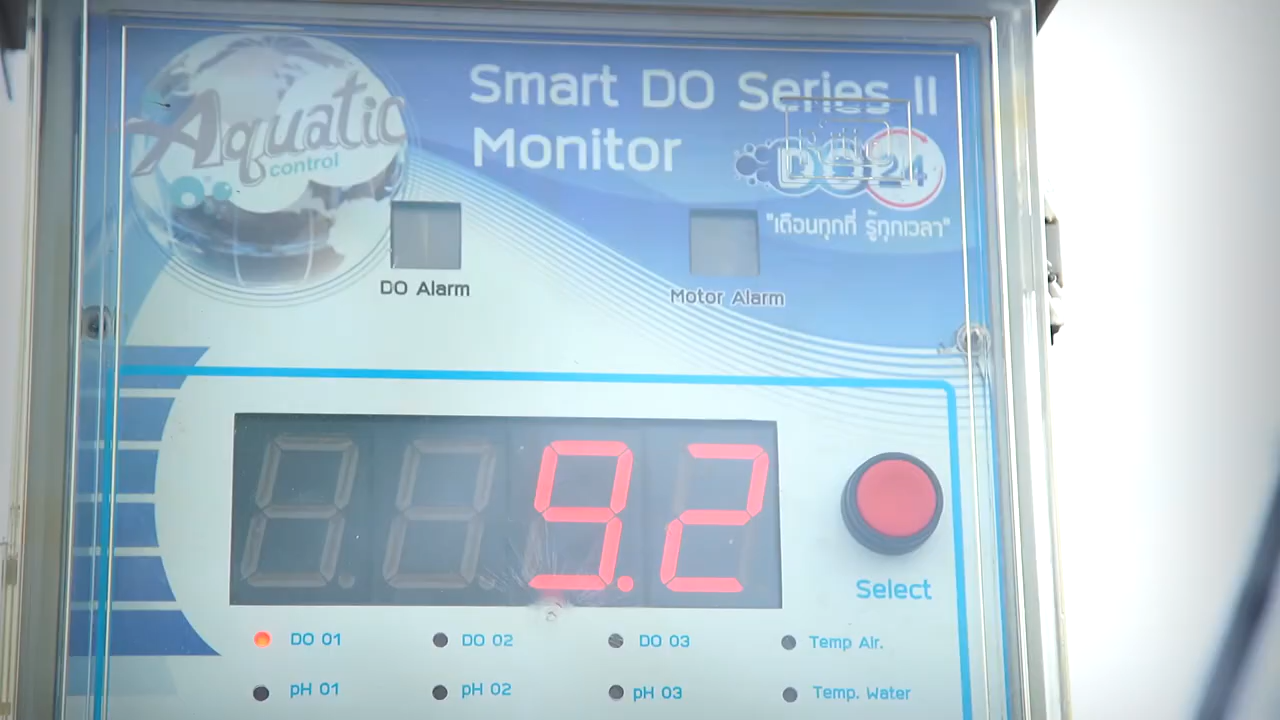 Aquatic
control
Smart DO Series II
Monitor
DO24
"เตือนทุกที่ รู้ทุกเวลา"
DO Alarm
Motor Alarm
9.2
Select
DO 01
DO 02
DO 03
Temp Air.
pH 01
pH 02
pH 03
Temp. Water